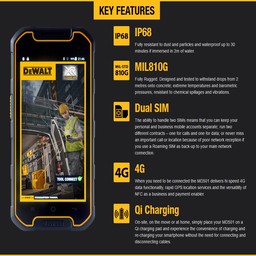 KEY FEATURES
IP68
IP68
Fully resistant to dust and particles and waterproof up to 30
minutes if immersed in 2m of water.
MIL-STD
810G
MIL810G
Fully Rugged. Designed and tested to withstand drops from 2
metres onto concrete; extreme temperatures and barometric
pressures; resistant to chemical spillages and vibrations.
Dual SIM
The ability to handle two SIMs means that you can keep your
personal and business mobile accounts separate, run two
different contracts - one for calls and one for data; or never miss
an important call or location because of poor network reception if
you use a Roaming SIM as back-up to your main in-country
network.
4G
4G
When you need to be connected the MD501 delivers hi-speed 4G
data functionality, rapid GPS location services and the versatility of
NFC as a business and payment enabler.
Qi Charging
On-site, on the move or at home; simply place your MD501 on a
Qi charging pad and experience the convenience of charging and
re-charging your smartphone without the need for connecting and
disconnecting cables.
DEWALT
DEWALT
TOOL CONNECT